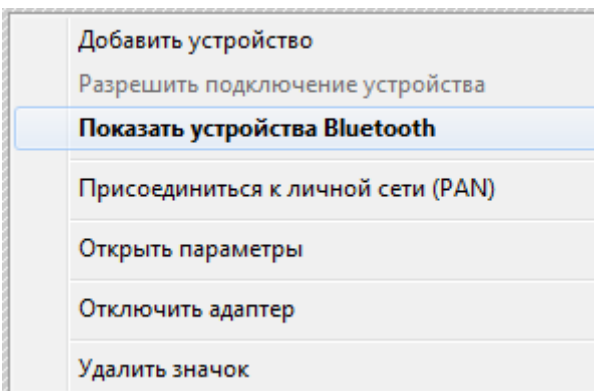 Добавить устройство
Разрешить подключение устройства
Показать устройства Bluetooth
Присоединиться к личной сети (PAN)
Открыть параметры
Отключить адаптер
Удалить значок